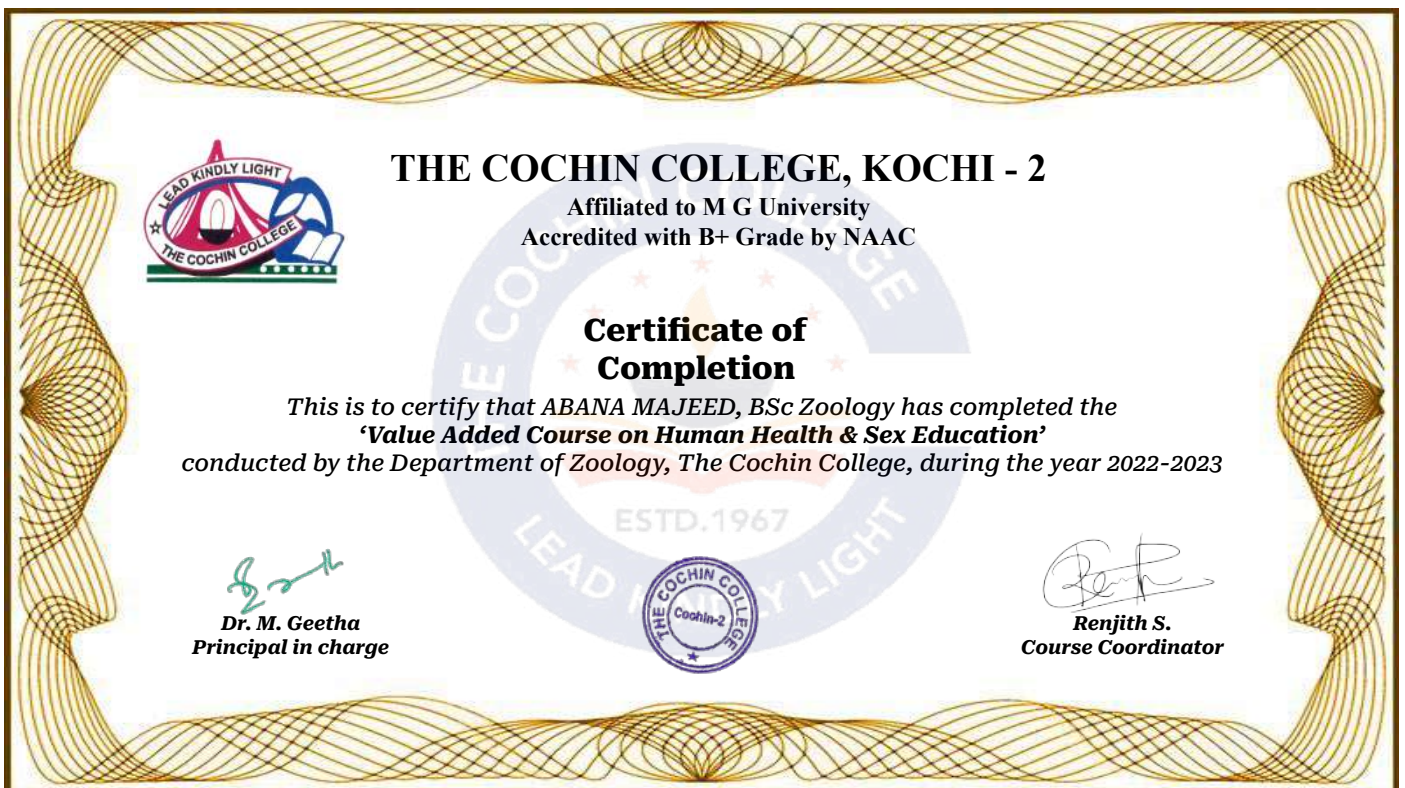 LEAD KINDLY LIGHT
THE COCHIN COLLEGE
THE COCHIN COLLEGE, KOCHI - 2
Affiliated to M G University
Accredited with B+ Grade by NAAC
THE COCHIN COLLEGE
Certificate of
Completion
This is to certify that ABANA MAJEED, BSc Zoology has completed the
‘Value Added Course on Human Health & Sex Education’
conducted by the Department of Zoology, The Cochin College, during the year 2022-2023
ESTD.1967
LEAD KINDLY LIGHT
THE COCHIN COLLEGE
Cochin-2
Dr. M. Geetha
Principal in charge
Renjith S.
Course Coordinator